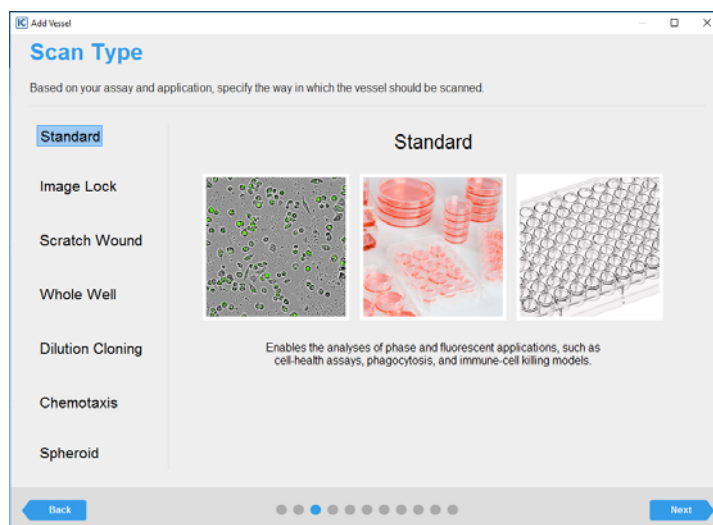 IC Add Vessel
Scan Type
Based on your assay and application, specify the way in which the vessel should be scanned.
Standard
Image Lock
Scratch Wound
Whole Well
Dilution Cloning
Chemotaxis
Spheroid
Standard
Enables the analyses of phase and fluorescent applications, such as
cell-health assays, phagocytosis, and immune-cell killing models.
Back
Next